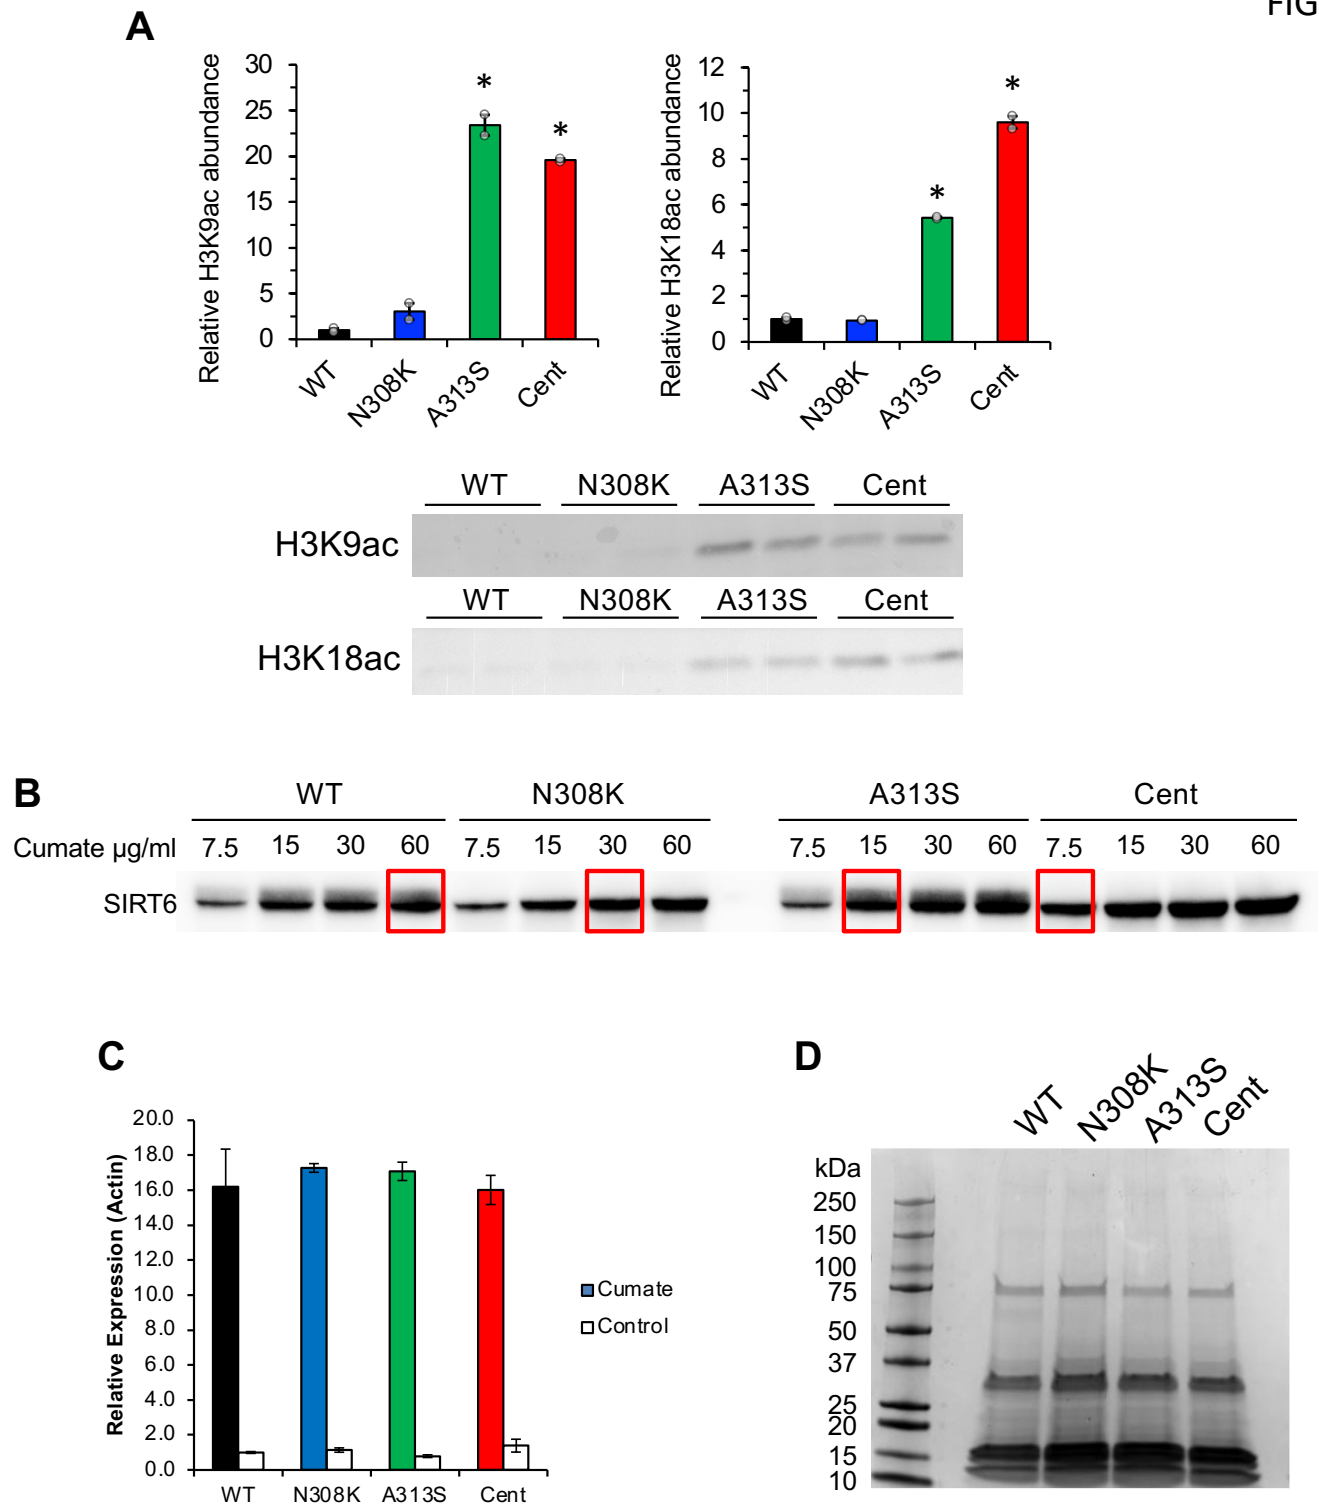 FIG
A
Relative H3K9ac abundance
30
25
20
15
10
5
0
*
*
WT
N308K
A313S
Cent
Relative H3K18ac abundance
12
10
8
6
4
2
0
*
*
WT
N308K
A313S
Cent
WT N308K A313S Cent
H3K9ac
WT N308K A313S Cent
H3K18ac
B
WT N308K A313S Cent
Cumate µg/ml 7.5 15 30 60 7.5 15 30 60 7.5 15 30 60 7.5 15 30 60
SIRT6
C
Relative Expression (Actin)
20.0
18.0
16.0
14.0
12.0
10.0
8.0
6.0
4.0
2.0
0.0
WT N308K A313S Cent
Cumate
Control
D
WT N308K A313S Cent
kDa
250
150
100
75
50
37
25
20
15
10